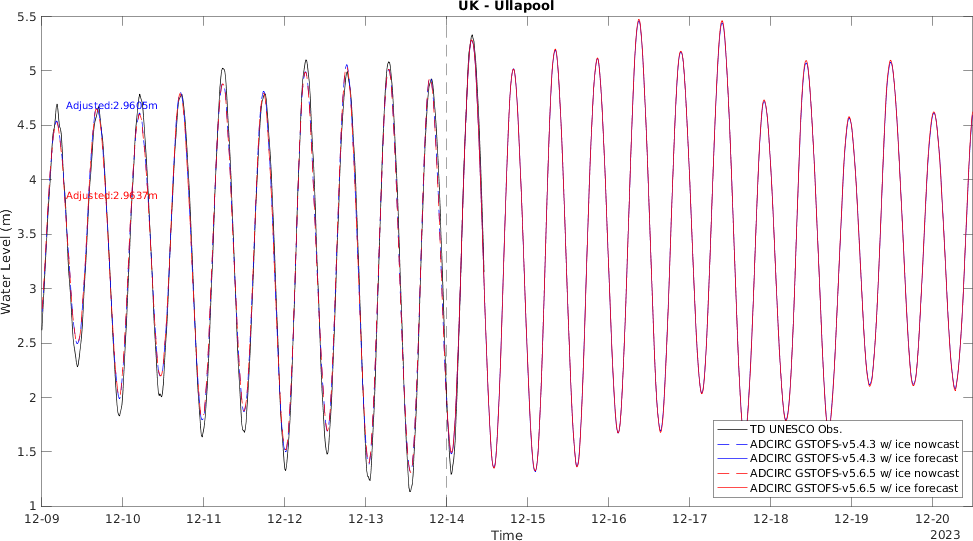 UK - Ullapool
5.5
5
4.5
4
3.5
3
2.5
2
1.5
1
Water Level (m)
Adjusted:2.9605m
Adjusted:2.9637m
TD UNESCO Obs.
ADCIRC GSTOFS-v5.4.3 w/ ice nowcast
ADCIRC GSTOFS-v5.4.3 w/ ice forecast
ADCIRC GSTOFS-v5.6.5 w/ ice nowcast
ADCIRC GSTOFS-v5.6.5 w/ ice forecast
12-09 12-10 12-11 12-12 12-13 12-14 12-15 12-16 12-17 12-18 12-19 12-20
Time
2023